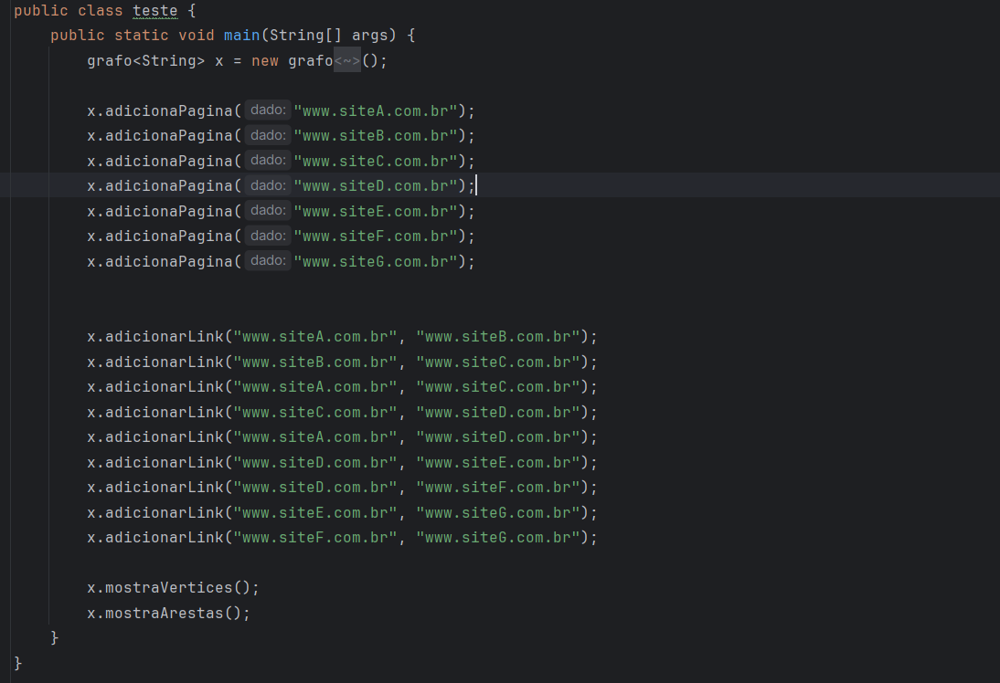 public class teste {
public static void main(String[] args) {
grafo<String> x = new grafo<~>();
x.adicionaPagina( dado: "www.siteA.com.br");
x.adicionaPagina( dado: "www.siteB.com.br");
x.adicionaPagina( dado: "www.siteC.com.br");
x.adicionaPagina( dado: "www.siteD.com.br");
x.adicionaPagina( dado: "www.siteE.com.br");
x.adicionaPagina( dado: "www.siteF.com.br");
x.adicionaPagina( dado: "www.siteG.com.br");
x.adicionarLink("www.siteA.com.br", "www.siteB.com.br");
x.adicionarLink("www.siteB.com.br", "www.siteC.com.br");
x.adicionarLink("www.siteA.com.br", "www.siteC.com.br");
x.adicionarLink("www.siteC.com.br", "www.siteD.com.br");
x.adicionarLink("www.siteA.com.br", "www.siteD.com.br");
x.adicionarLink("www.siteD.com.br", "www.siteE.com.br");
x.adicionarLink("www.siteD.com.br", "www.siteF.com.br");
x.adicionarLink("www.siteE.com.br", "www.siteG.com.br");
x.adicionarLink("www.siteF.com.br", "www.siteG.com.br");
x.mostraVertices();
x.mostraArestas();
}
}